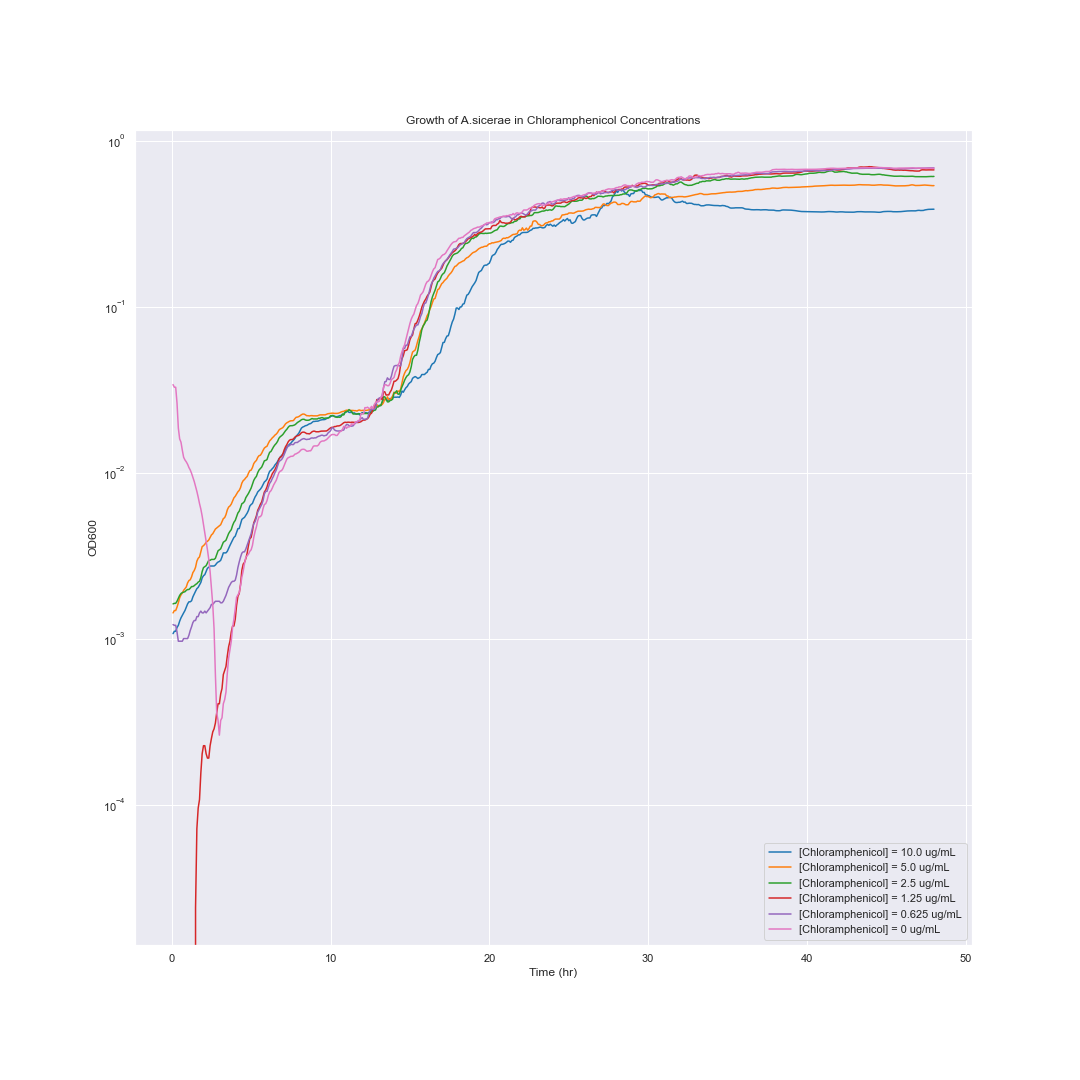 Growth of A.sicerae in Chloramphenicol Concentrations
10⁰
10⁻¹
10⁻²
10⁻³
10⁻⁴
OD600
0 10 20 30 40 50
Time (hr)
[Chloramphenicol] = 10.0 ug/mL
[Chloramphenicol] = 5.0 ug/mL
[Chloramphenicol] = 2.5 ug/mL
[Chloramphenicol] = 1.25 ug/mL
[Chloramphenicol] = 0.625 ug/mL
[Chloramphenicol] = 0 ug/mL